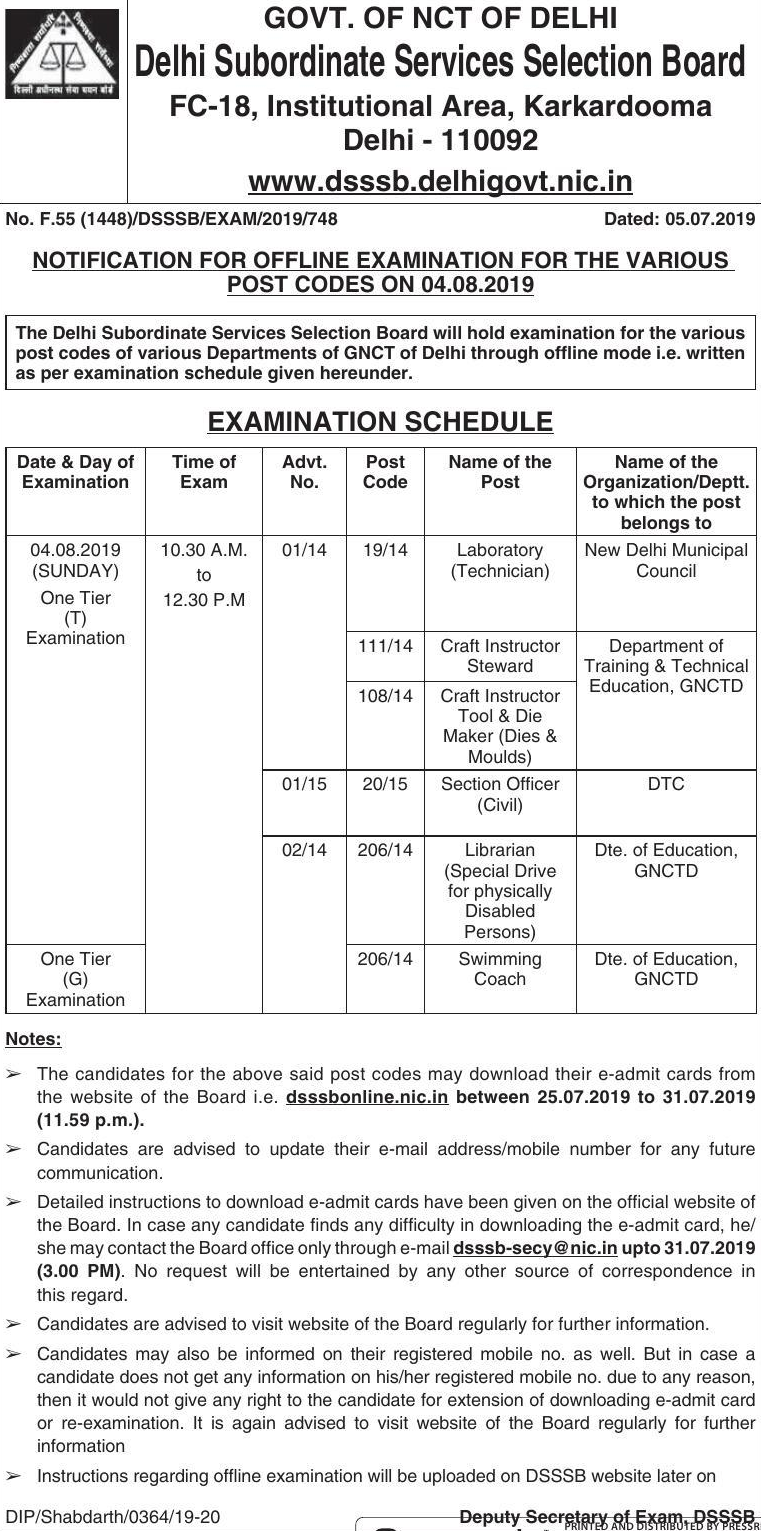 GOVT. OF NCT OF DELHI
Delhi Subordinate Services Selection Board
FC-18, Institutional Area, Karkardooma
Delhi - 110092
www.dsssb.delhigovt.nic.in
दिल्ली अधीनस्थ सेवा चयन बोर्ड
No. F.55 (1448)/DSSSB/EXAM/2019/748 Dated: 05.07.2019
NOTIFICATION FOR OFFLINE EXAMINATION FOR THE VARIOUS
POST CODES ON 04.08.2019
The Delhi Subordinate Services Selection Board will hold examination for the various
post codes of various Departments of GNCT of Delhi through offline mode i.e. written
as per examination schedule given hereunder.
EXAMINATION SCHEDULE
Date & Day of
Examination
Time of
Exam
Advt.
No.
Post
Code
Name of the
Post
Name of the
Organization/Deptt.
to which the post
belongs to
04.08.2019
(SUNDAY)
One Tier
(T)
Examination
10.30 A.M.
to
12.30 P.M
01/14
19/14
Laboratory
(Technician)
New Delhi Municipal
Council
111/14
Craft Instructor
Steward
Department of
Training & Technical
Education, GNCTD
108/14
Craft Instructor
Tool & Die
Maker (Dies &
Moulds)
01/15
20/15
Section Officer
(Civil)
DTC
02/14
206/14
Librarian
(Special Drive
for physically
Disabled
Persons)
Dte. of Education,
GNCTD
One Tier
(G)
Examination
206/14
Swimming
Coach
Dte. of Education,
GNCTD
Notes:
➢ The candidates for the above said post codes may download their e-admit cards from
the website of the Board i.e. dsssbonline.nic.in between 25.07.2019 to 31.07.2019
(11.59 p.m.).
➢ Candidates are advised to update their e-mail address/mobile number for any future
communication.
➢ Detailed instructions to download e-admit cards have been given on the official website of
the Board. In case any candidate finds any difficulty in downloading the e-admit card, he/
she may contact the Board office only through e-mail dsssb-secy@nic.in upto 31.07.2019
(3.00 PM). No request will be entertained by any other source of correspondence in
this regard.
➢ Candidates are advised to visit website of the Board regularly for further information.
➢ Candidates may also be informed on their registered mobile no. as well. But in case a
candidate does not get any information on his/her registered mobile no. due to any reason,
then it would not give any right to the candidate for extension of downloading e-admit card
or re-examination. It is again advised to visit website of the Board regularly for further
information
➢ Instructions regarding offline examination will be uploaded on DSSSB website later on
DIP/Shabdarth/0364/19-20 Deputy Secretary of Exam, DSSSB
PRINTED AND DISTRIBUTED BY